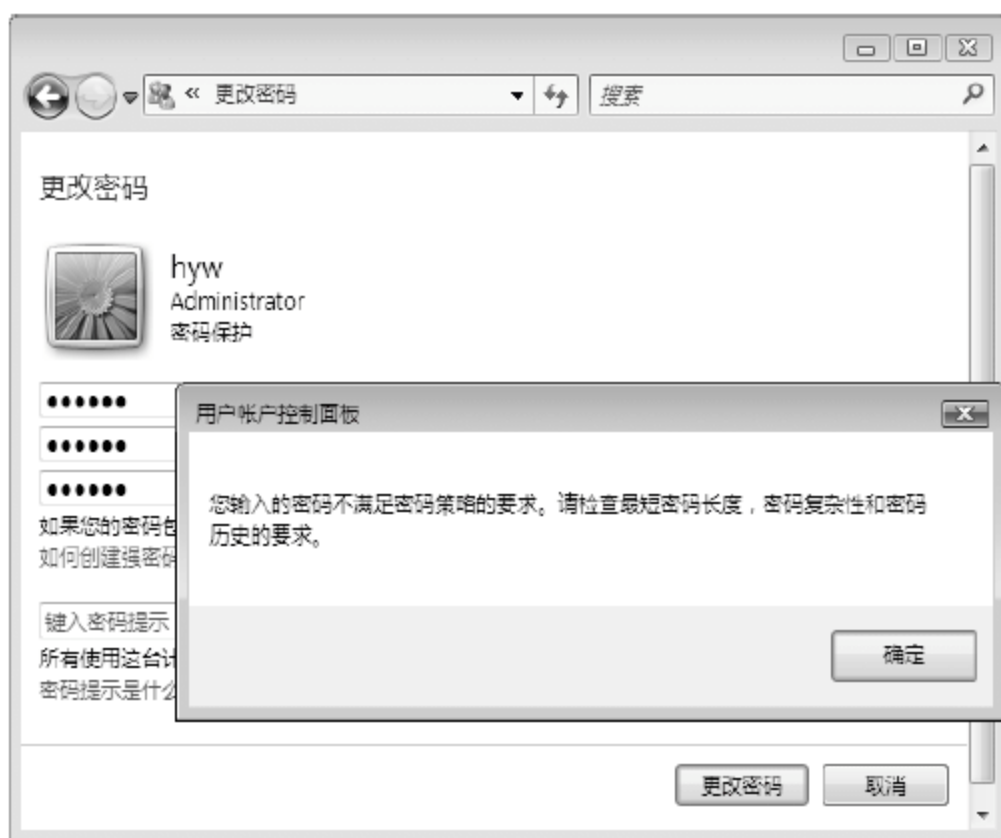 « 更改密码
搜索
更改密码
hyw
Administrator
密码保护
用户帐户控制面板
您输入的密码不满足密码策略的要求。请检查最短密码长度，密码复杂性和密码
历史的要求。
如果您的密码包
如何创建强密码
键入密码提示
所有使用这台计
密码提示是什么
确定
更改密码
取消